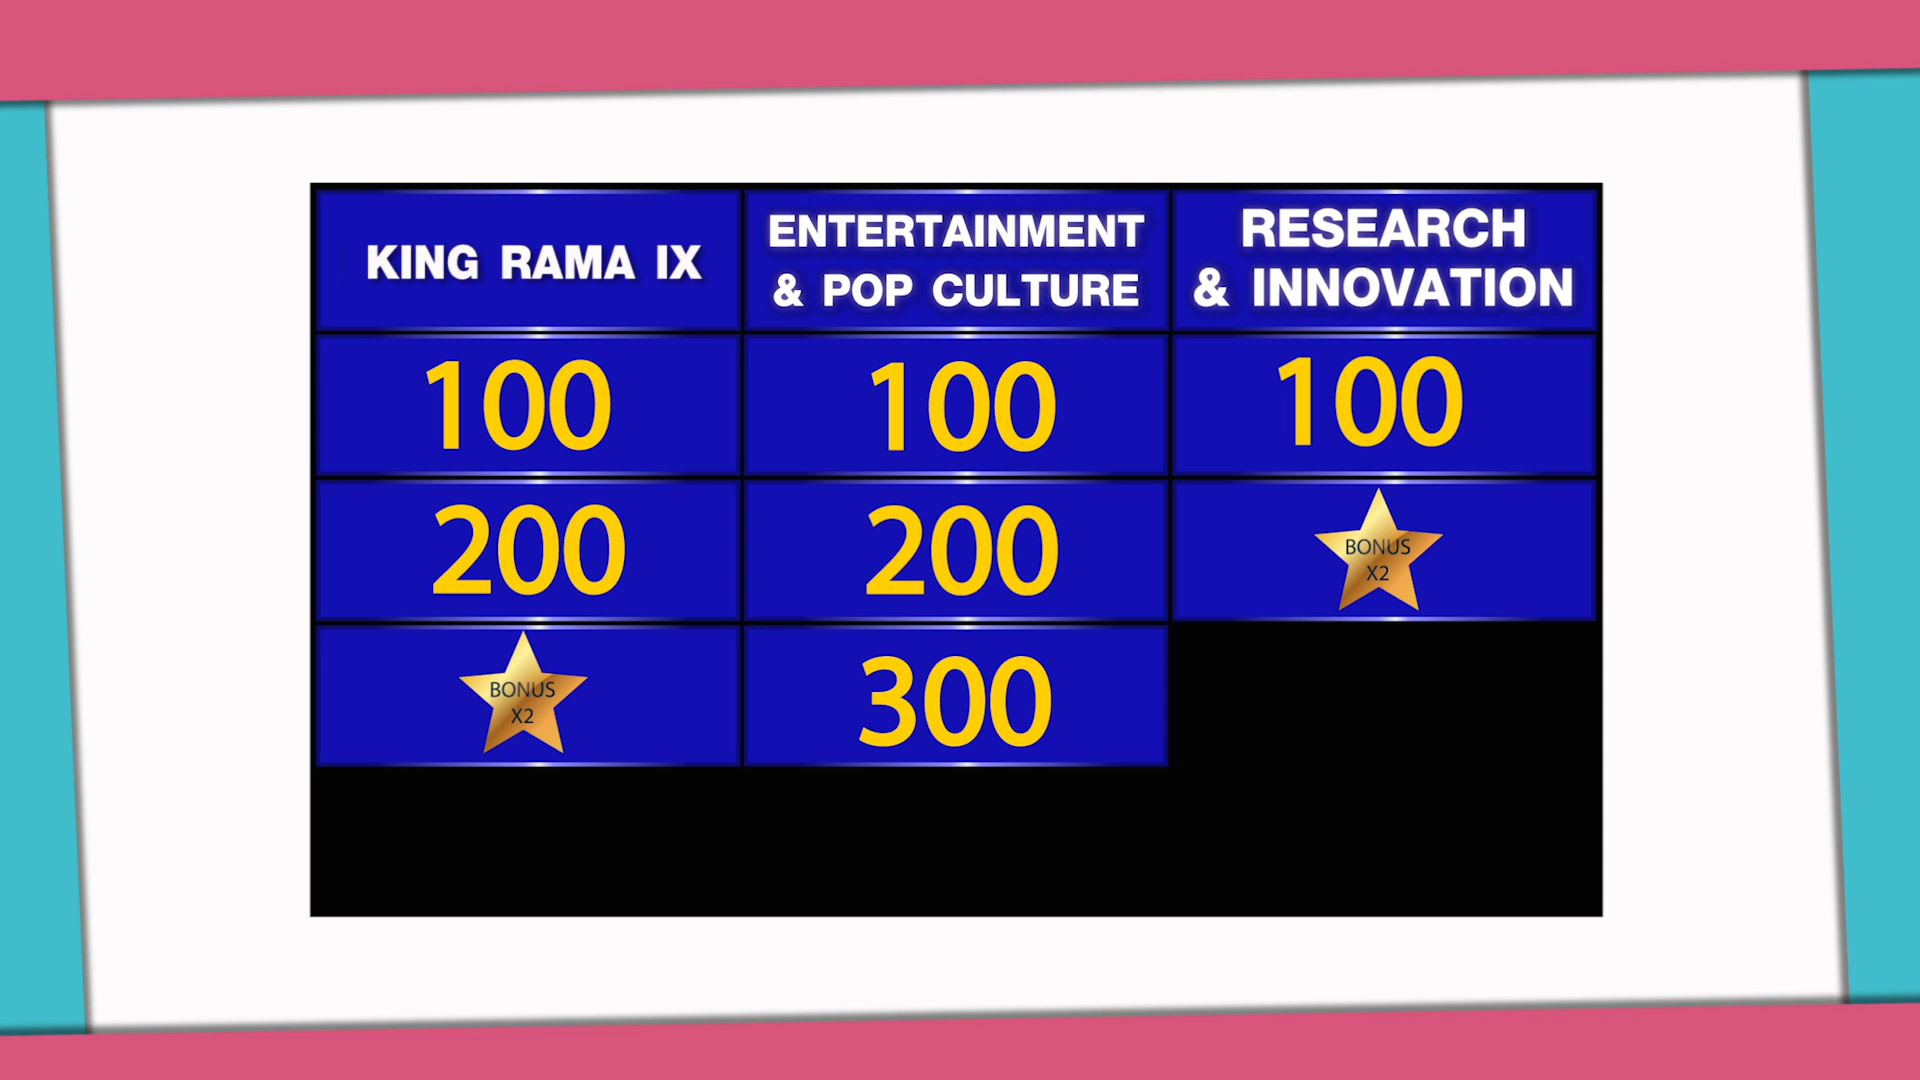 KING RAMA IX
ENTERTAINMENT
& POP CULTURE
RESEARCH
& INNOVATION
100
100
100
200
200
BONUS
X2
BONUS
X2
300